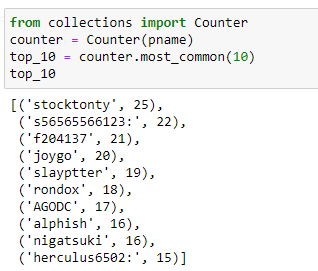 from collections import Counter
counter = Counter(pname)
top_10 = counter.most_common(10)
top_10
[('stocktonty', 25),
('s56565566123:', 22),
('f204137', 21),
('joygo', 20),
('slayptter', 19),
('rondox', 18),
('AGODC', 17),
('alphish', 16),
('nigatsuki', 16),
('herculus6502:', 15)]